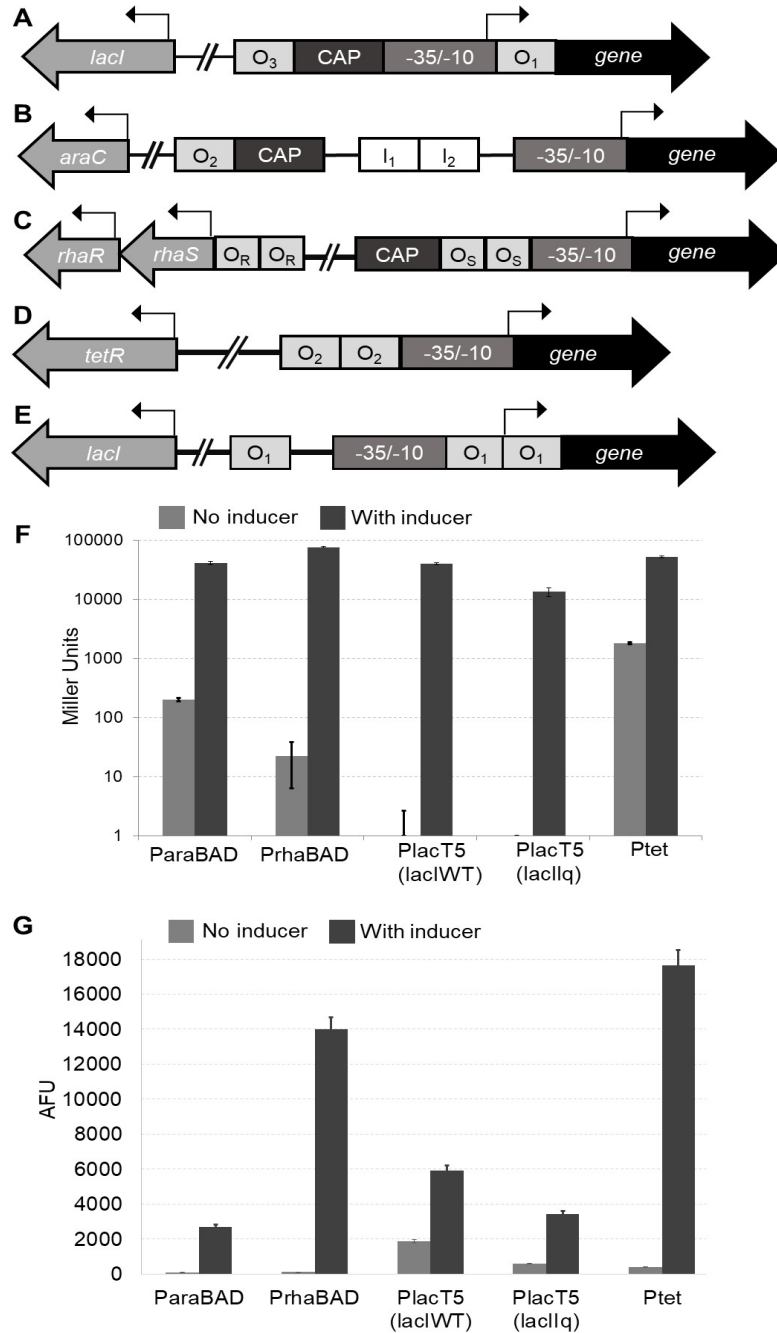 A
lacI
O3
CAP
-35/-10
O1
gene
B
araC
O2
CAP
I1
I2
-35/-10
gene
C
rhaR
rhaS
OR
OR
CAP
OS
OS
-35/-10
gene
D
tetR
O2
O2
-35/-10
gene
E
lacI
O1
-35/-10
O1
O1
gene
F
No inducer
With inducer
Miller Units
100000
10000
1000
100
10
1
ParaBAD
PrhaBAD
PlacT5
(lacIWT)
PlacT5
(lacIIq)
Ptet
G
No inducer
With inducer
AFU
18000
16000
14000
12000
10000
8000
6000
4000
2000
0
ParaBAD
PrhaBAD
PlacT5
(lacIWT)
PlacT5
(lacIIq)
Ptet